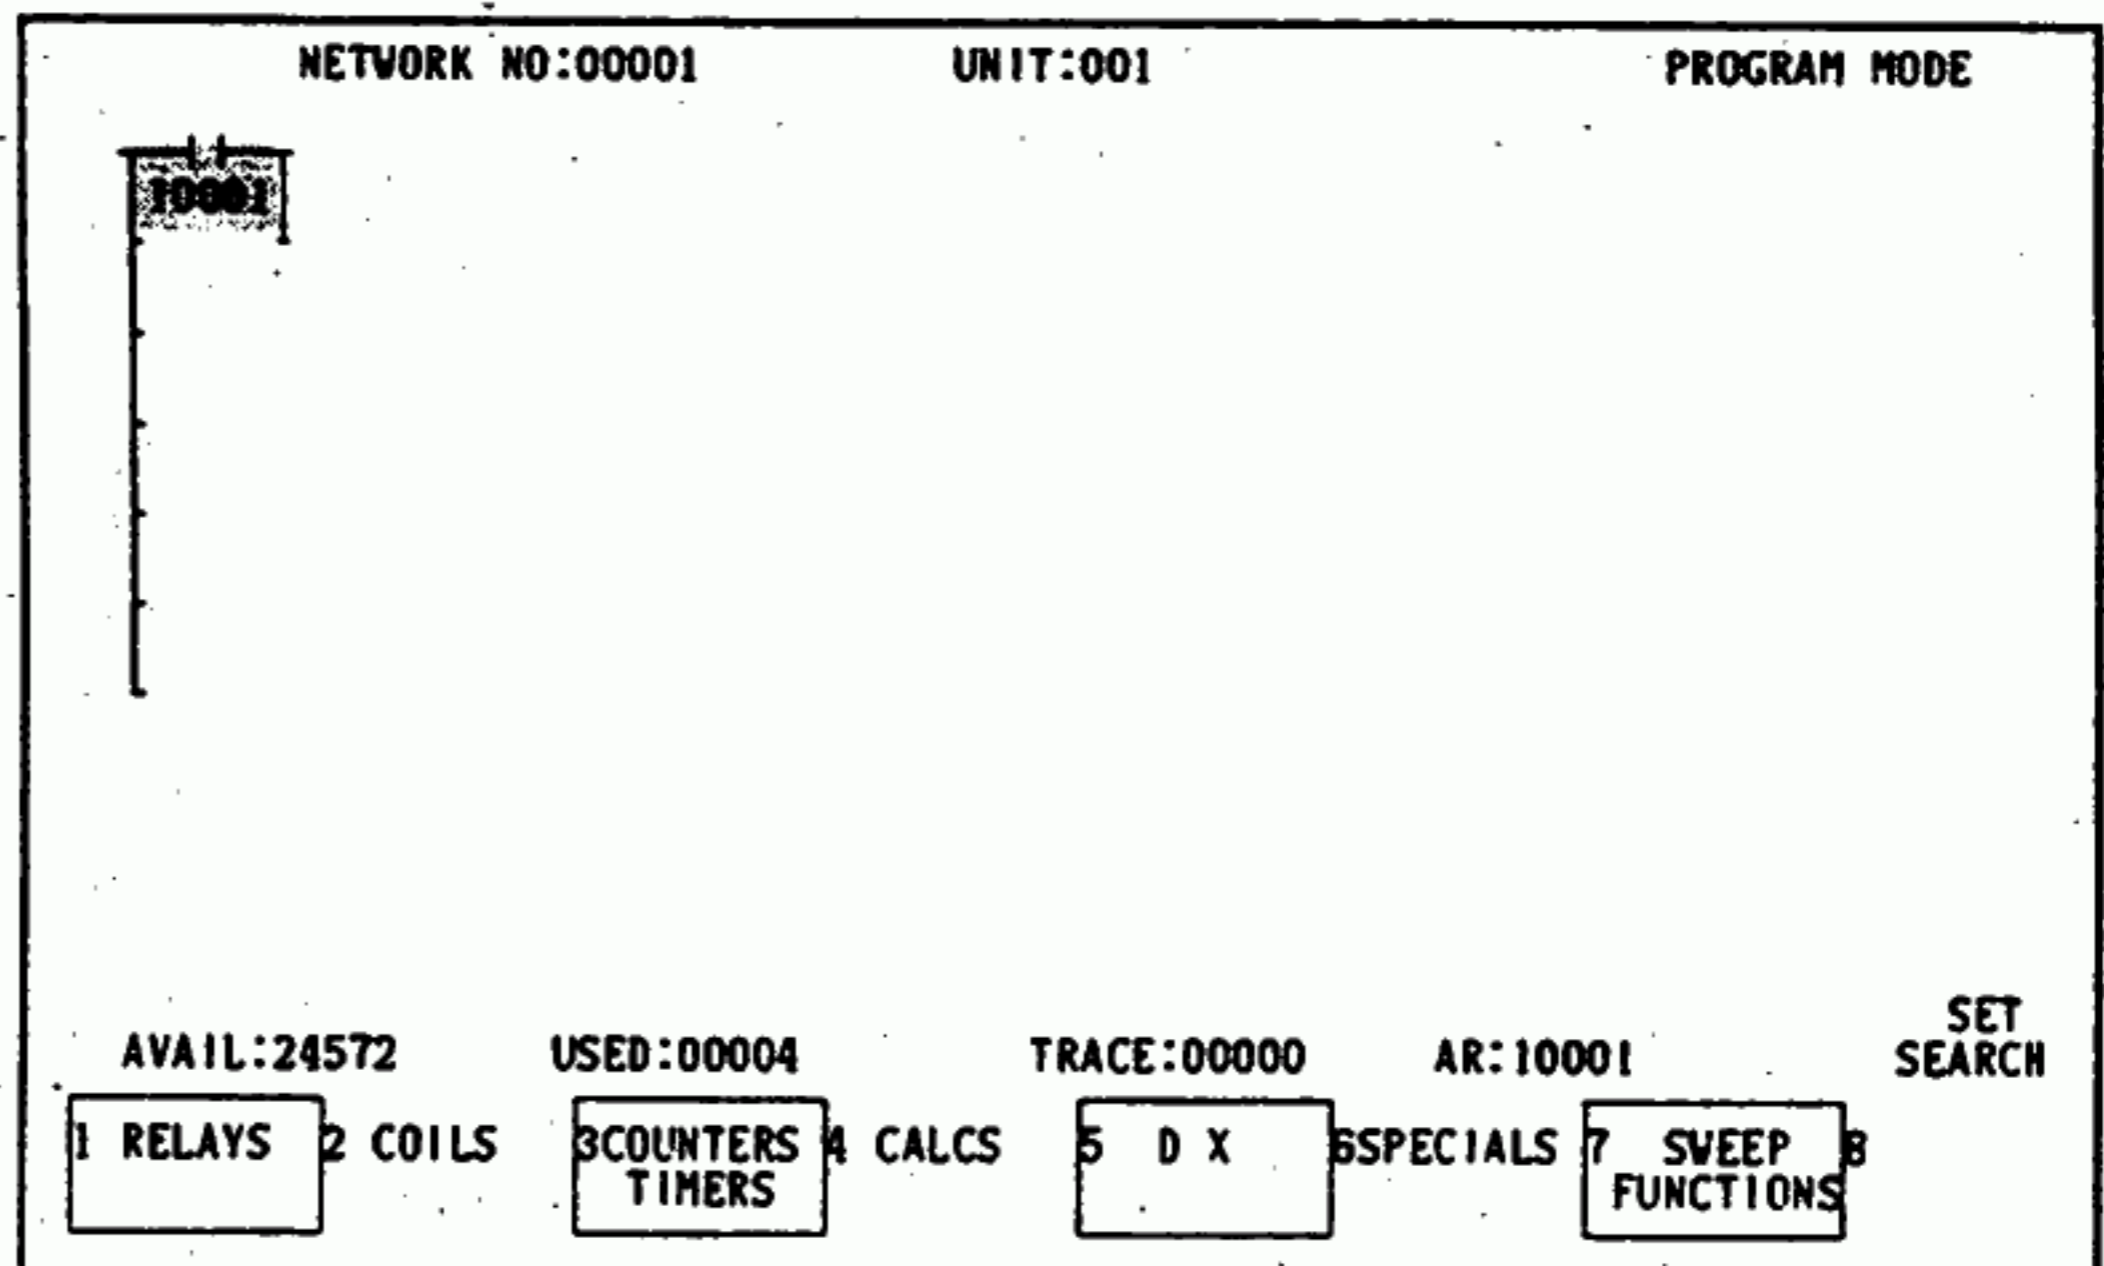 NETWORK NO:00001 UNIT:001 PROGRAM MODE
10001
SET
AVAIL:24572 USED:00004 TRACE:00000 AR:10001 SEARCH
1 RELAYS 2 COILS 3COUNTERS 4 CALCS 5 D X 6SPECIALS 7 SWEEP 8
TIMERS FUNCTIONS